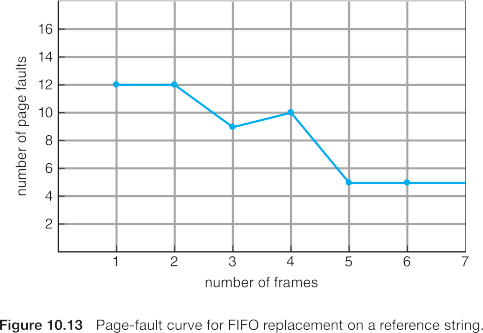 number of page faults
16
14
12
10
8
6
4
2
1 2 3 4 5 6 7
number of frames
Figure 10.13 Page-fault curve for FIFO replacement on a reference string.